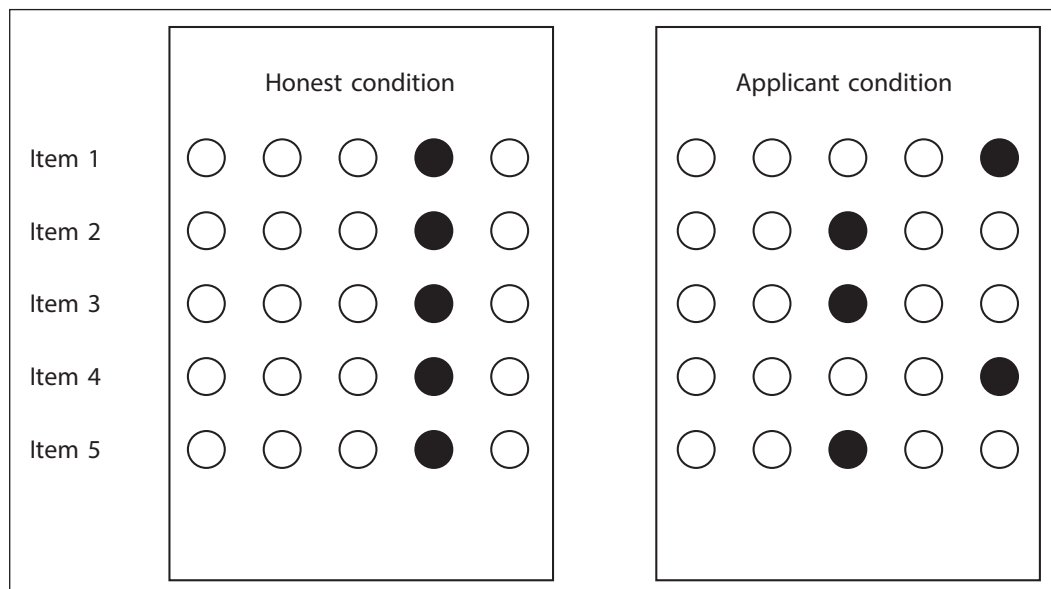 Honest condition
Applicant condition
Item 1
Item 2
Item 3
Item 4
Item 5